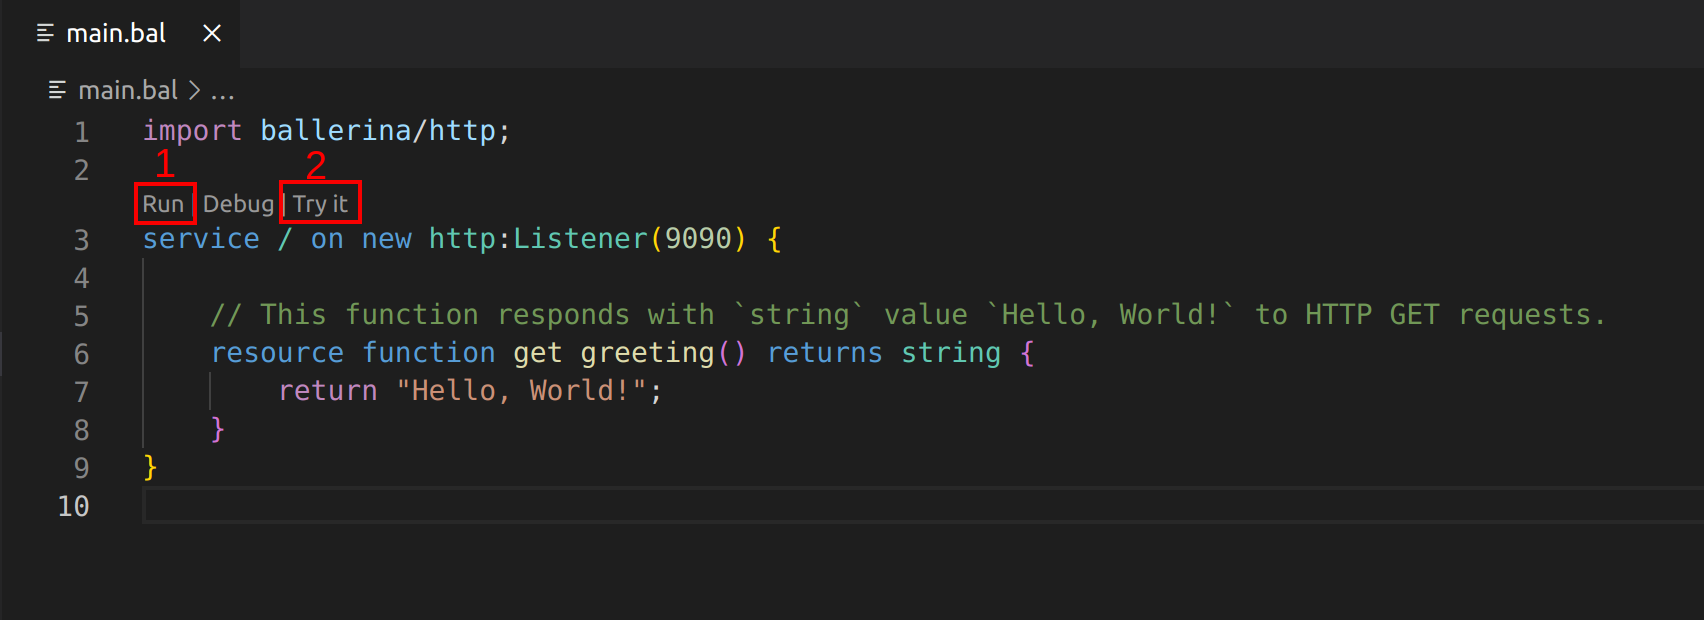 main.bal
main.bal > ...
1 import ballerina/http;
1 2
2
Run | Debug | Try it
3 service / on new http:Listener(9090) {
4
5 // This function responds with `string` value `Hello, World!` to HTTP GET requests.
6 resource function get greeting() returns string {
7 return "Hello, World!";
8 }
9 }
10